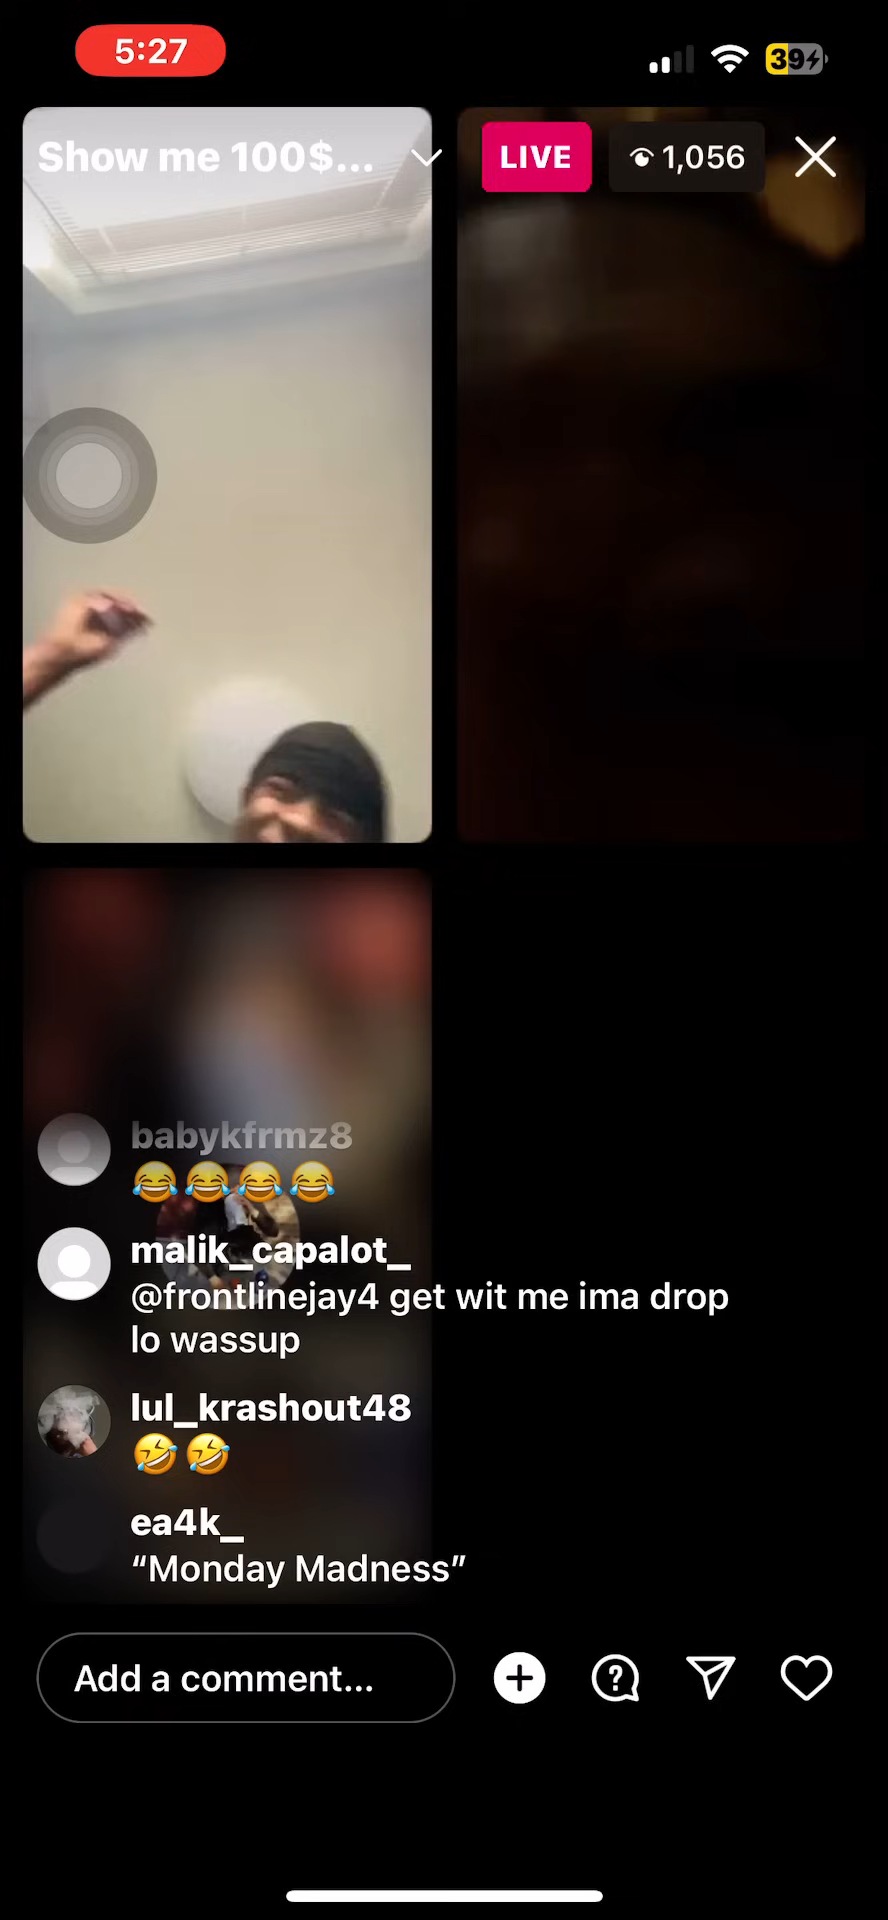 5:27
39
Show me 100$...
LIVE
1,056
babykfrmz8
😂😂😂😂
malik_capalot_
@frontlinejay4 get wit me ima drop
lo wassup
lul_krashout48
🤣🤣
ea4k_
“Monday Madness”
Add a comment...